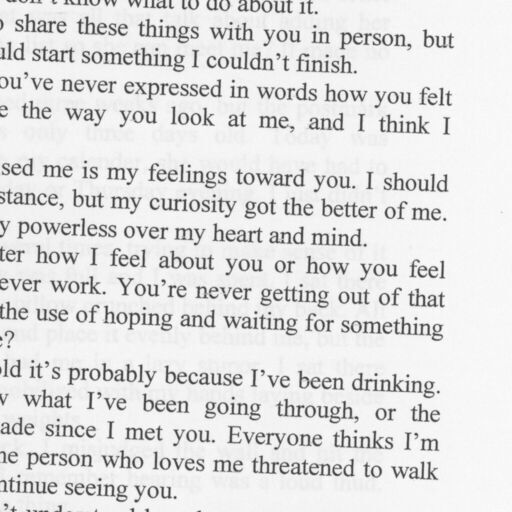 don't know what to do about it.
share these things with you in person, but
uld start something I couldn't finish.
ou've never expressed in words how you felt
e the way you look at me, and I think I
sed me is my feelings toward you. I should
stance, but my curiosity got the better of me.
y powerless over my heart and mind.
ter how I feel about you or how you feel
ever work. You're never getting out of that
the use of hoping and waiting for something
e?
old it's probably because I've been drinking.
w what I've been going through, or the
ade since I met you. Everyone thinks I'm
ne person who loves me threatened to walk
ntinue seeing you.